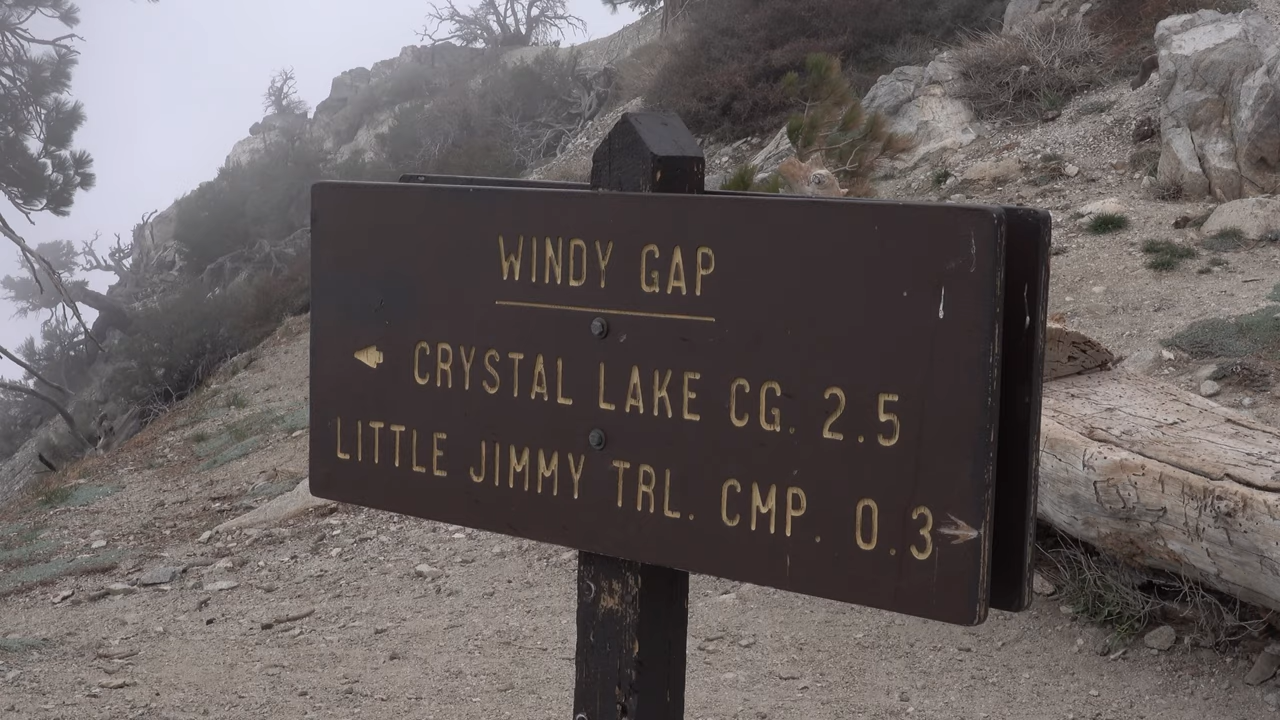 WINDY GAP
CRYSTAL LAKE CG. 2.5
LITTLE JIMMY TRL. CMP. 0.3